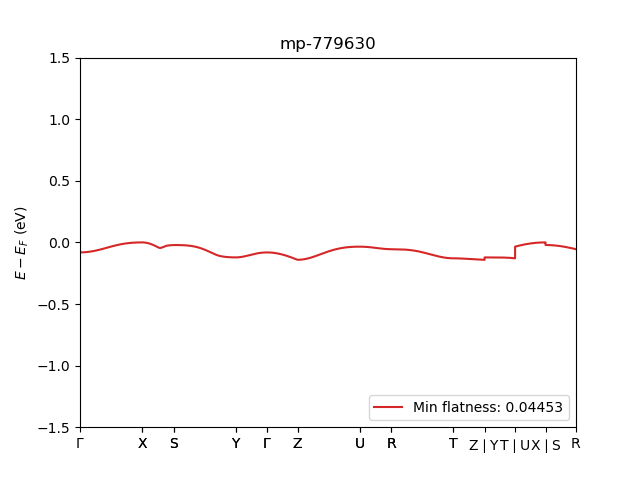 mp-779630
1.5
1.0
0.5
0.0
−0.5
−1.0
−1.5
E − E_F (eV)
Min flatness: 0.04453
Γ X S Y Γ Z U R T Z | Y T | U X | S R